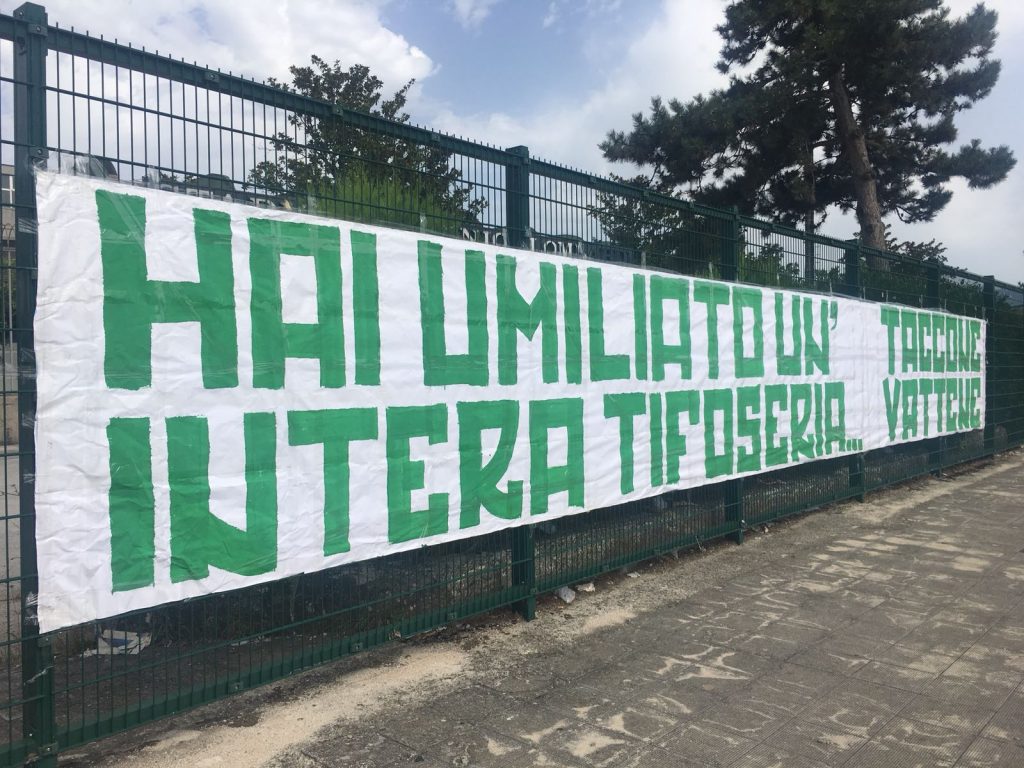 HAI UMILIATO UN'
INTERA TIFOSERIA...
TACCONE
VATTENE